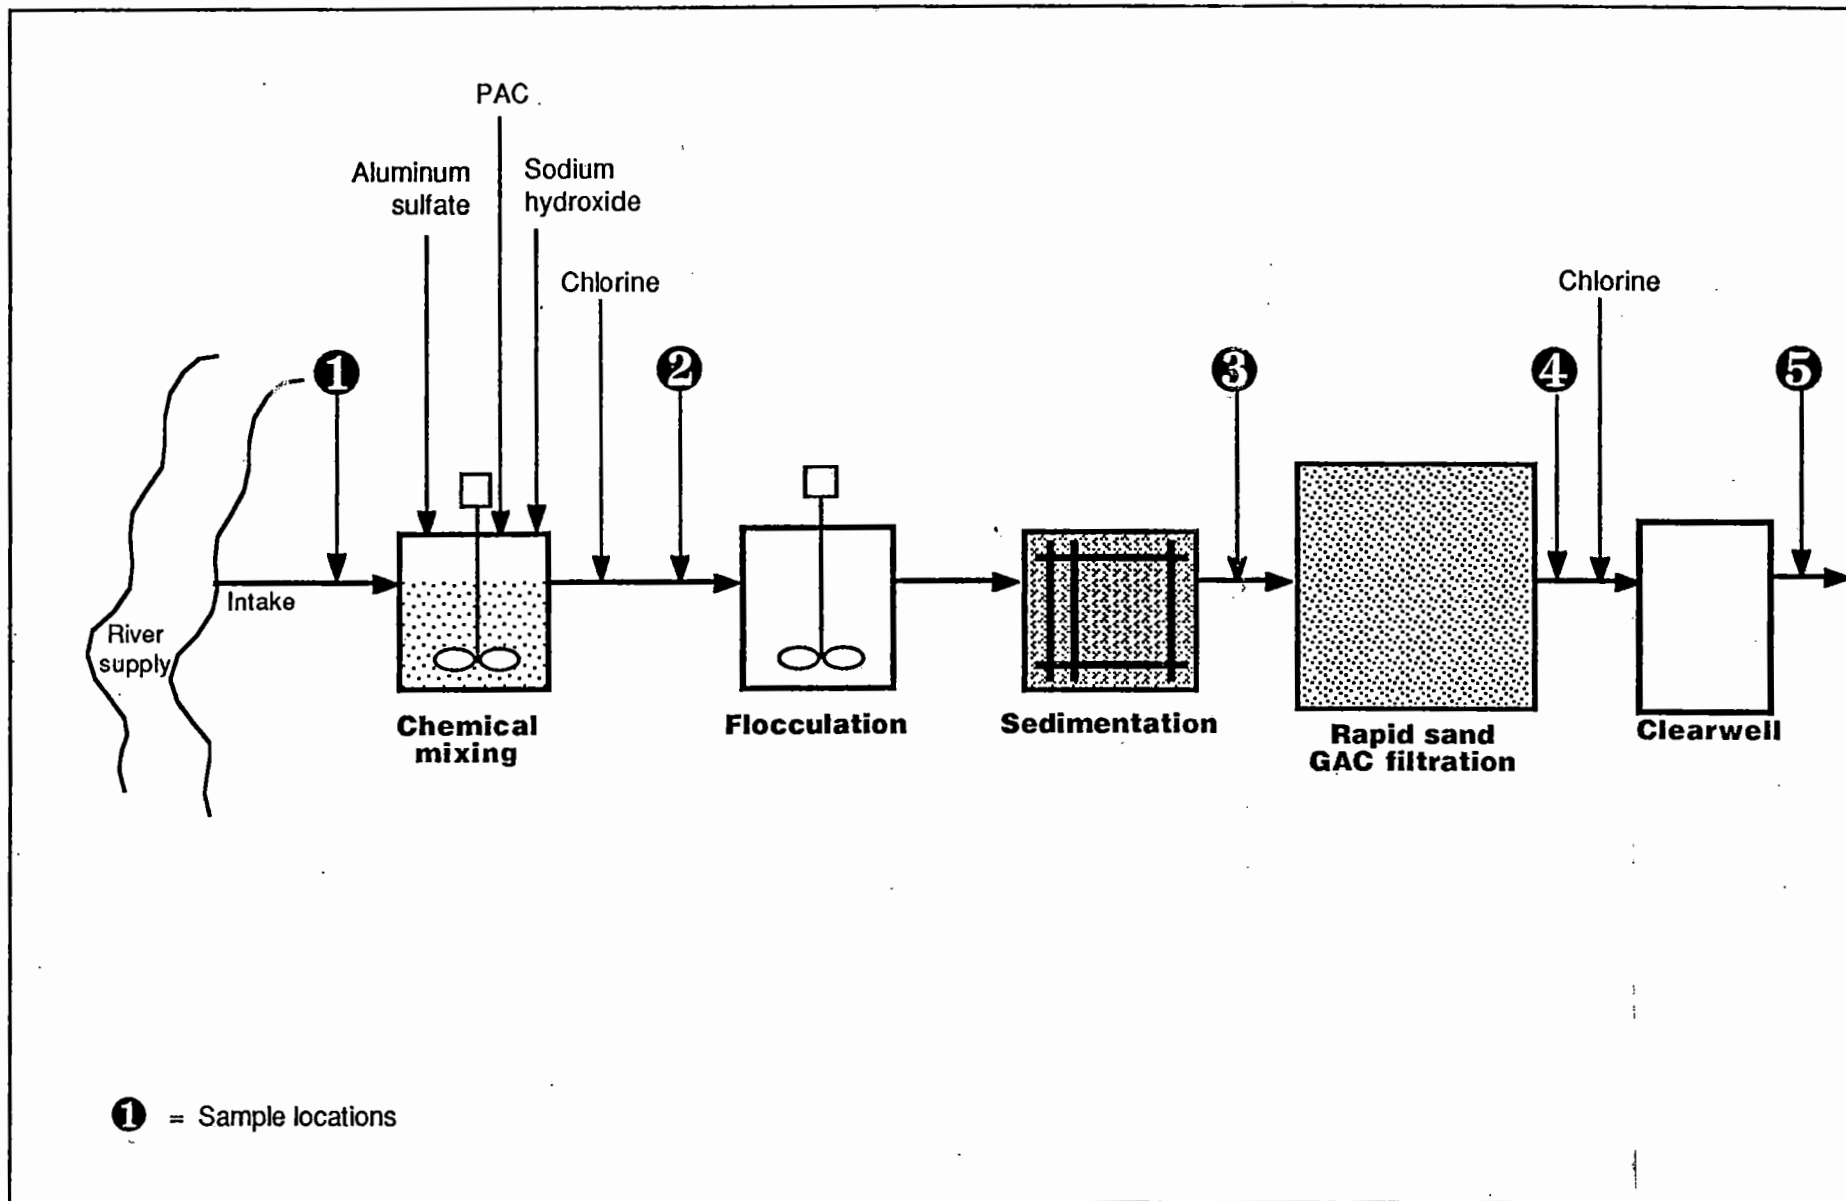 PAC
Aluminum
sulfate
Sodium
hydroxide
Chlorine
Chlorine
1
2
3
4
5
Intake
River
supply
Chemical
mixing
Flocculation
Sedimentation
Rapid sand
GAC filtration
Clearwell
1 = Sample locations